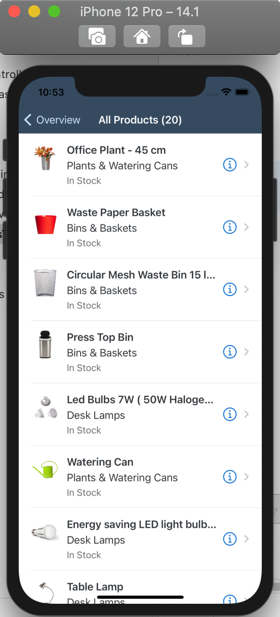 iPhone 12 Pro – 14.1
10:53
Overview
All Products (20)
Office Plant - 45 cm
Plants & Watering Cans
In Stock
Waste Paper Basket
Bins & Baskets
In Stock
Circular Mesh Waste Bin 15 l...
Bins & Baskets
In Stock
Press Top Bin
Bins & Baskets
In Stock
Led Bulbs 7W ( 50W Haloge...
Desk Lamps
In Stock
Watering Can
Plants & Watering Cans
In Stock
Energy saving LED light bulb...
Desk Lamps
In Stock
Table Lamp
Desk Lamps